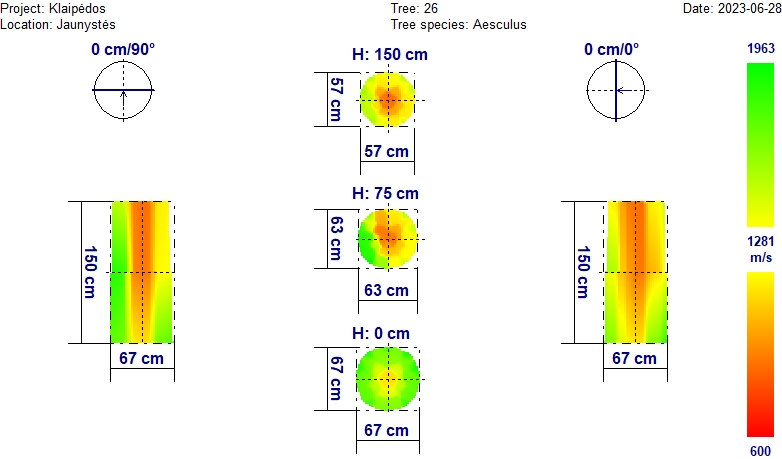 Project: Klaipėdos
Tree: 26
Date: 2023-06-28
Location: Jaunystės
Tree species: Aesculus
0 cm/90°
H: 150 cm
0 cm/0°
1963
57 cm
57 cm
H: 75 cm
63 cm
63 cm
150 cm
67 cm
150 cm
67 cm
1281
m/s
H: 0 cm
67 cm
67 cm
600